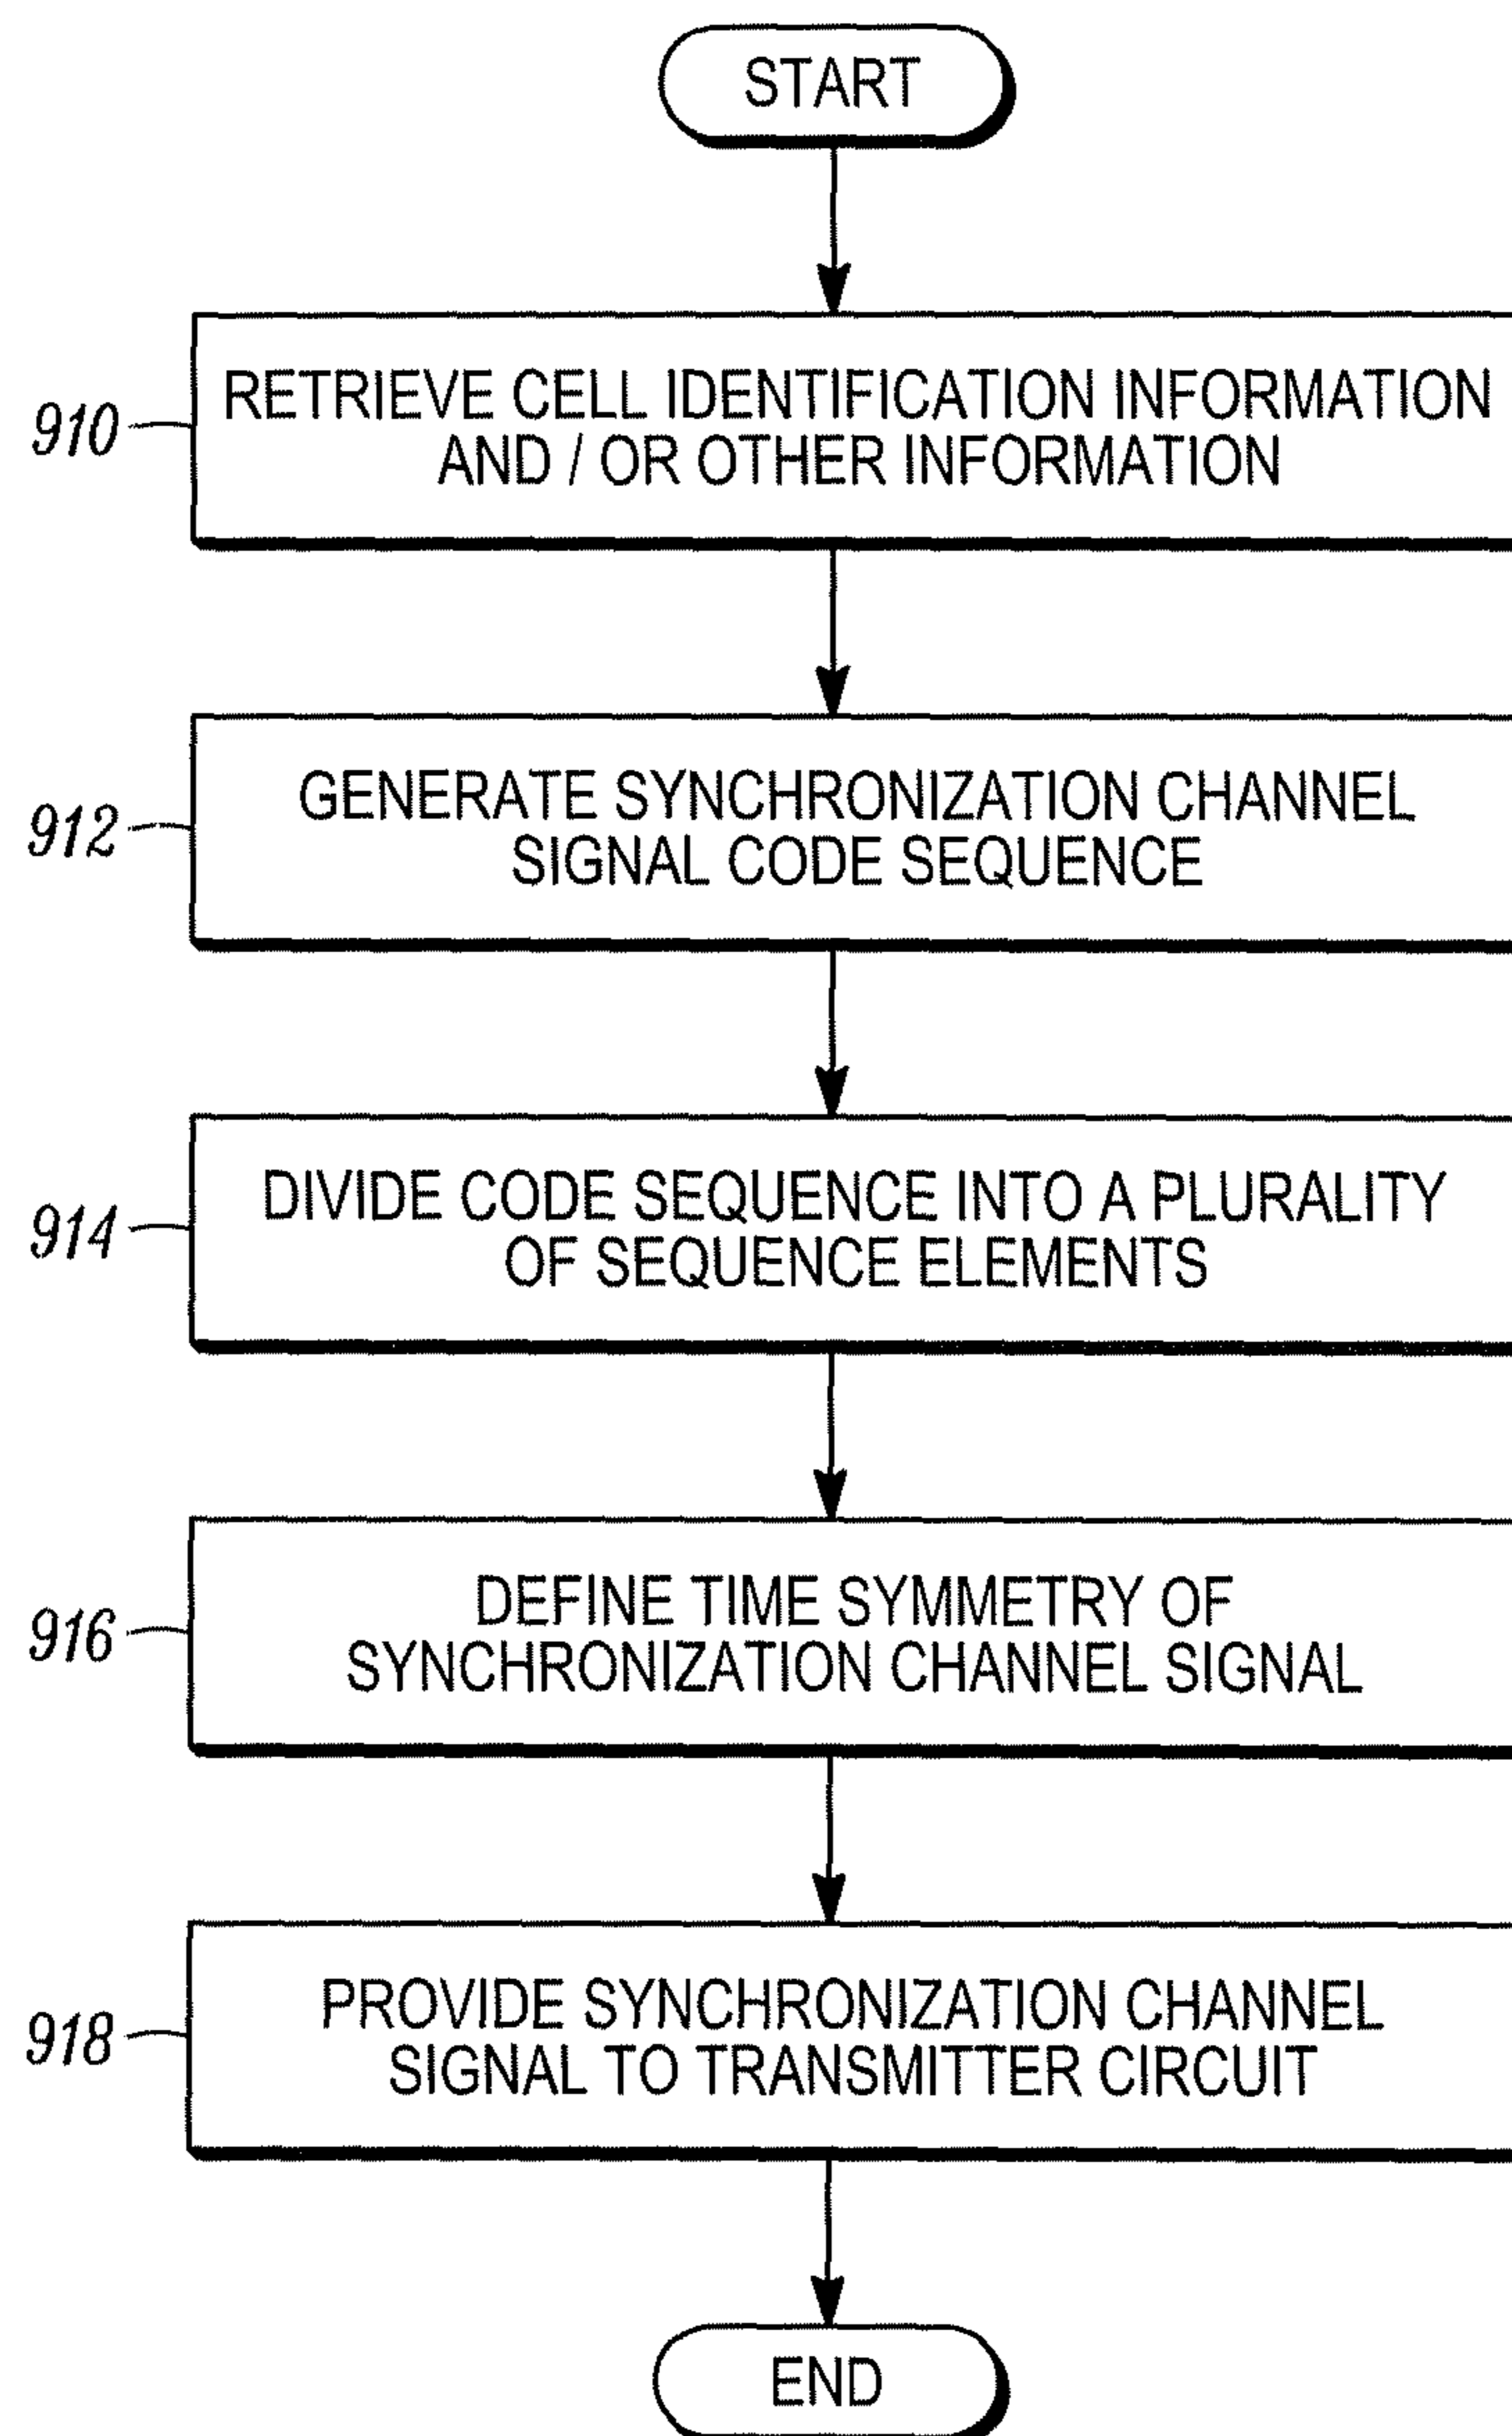 START
910
RETRIEVE CELL IDENTIFICATION INFORMATION
AND / OR OTHER INFORMATION
912
GENERATE SYNCHRONIZATION CHANNEL
SIGNAL CODE SEQUENCE
914
DIVIDE CODE SEQUENCE INTO A PLURALITY
OF SEQUENCE ELEMENTS
916
DEFINE TIME SYMMETRY OF
SYNCHRONIZATION CHANNEL SIGNAL
918
PROVIDE SYNCHRONIZATION CHANNEL
SIGNAL TO TRANSMITTER CIRCUIT
END